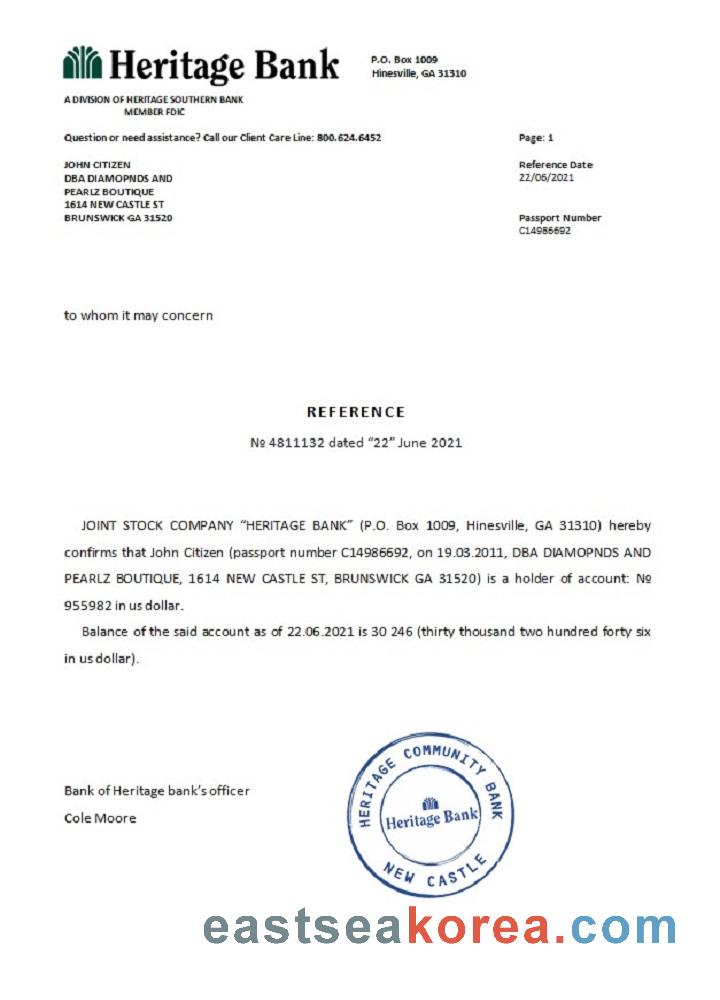 Heritage Bank
P.O. Box 1009
Hinesville, GA 31310
A DIVISION OF HERITAGE SOUTHERN BANK
MEMBER FDIC
Question or need assistance? Call our Client Care Line: 800.624.6452
Page: 1
JOHN CITIZEN
DBA DIAMOPNDS AND
PEARLZ BOUTIQUE
1614 NEW CASTLE ST
BRUNSWICK GA 31520
Reference Date
22/06/2021
Passport Number
C14986692
to whom it may concern
REFERENCE
№ 4811132 dated “22” June 2021
JOINT STOCK COMPANY “HERITAGE BANK” (P.O. Box 1009, Hinesville, GA 31310) hereby
confirms that John Citizen (passport number C14986692, on 19.03.2011, DBA DIAMOPNDS AND
PEARLZ BOUTIQUE, 1614 NEW CASTLE ST, BRUNSWICK GA 31520) is a holder of account: №
955982 in us dollar.
Balance of the said account as of 22.06.2021 is 30 246 (thirty thousand two hundred forty six
in us dollar).
Bank of Heritage bank’s officer
Cole Moore
HERITAGE COMMUNITY BANK
Heritage Bank
NEW CASTLE
eastseakorea.com